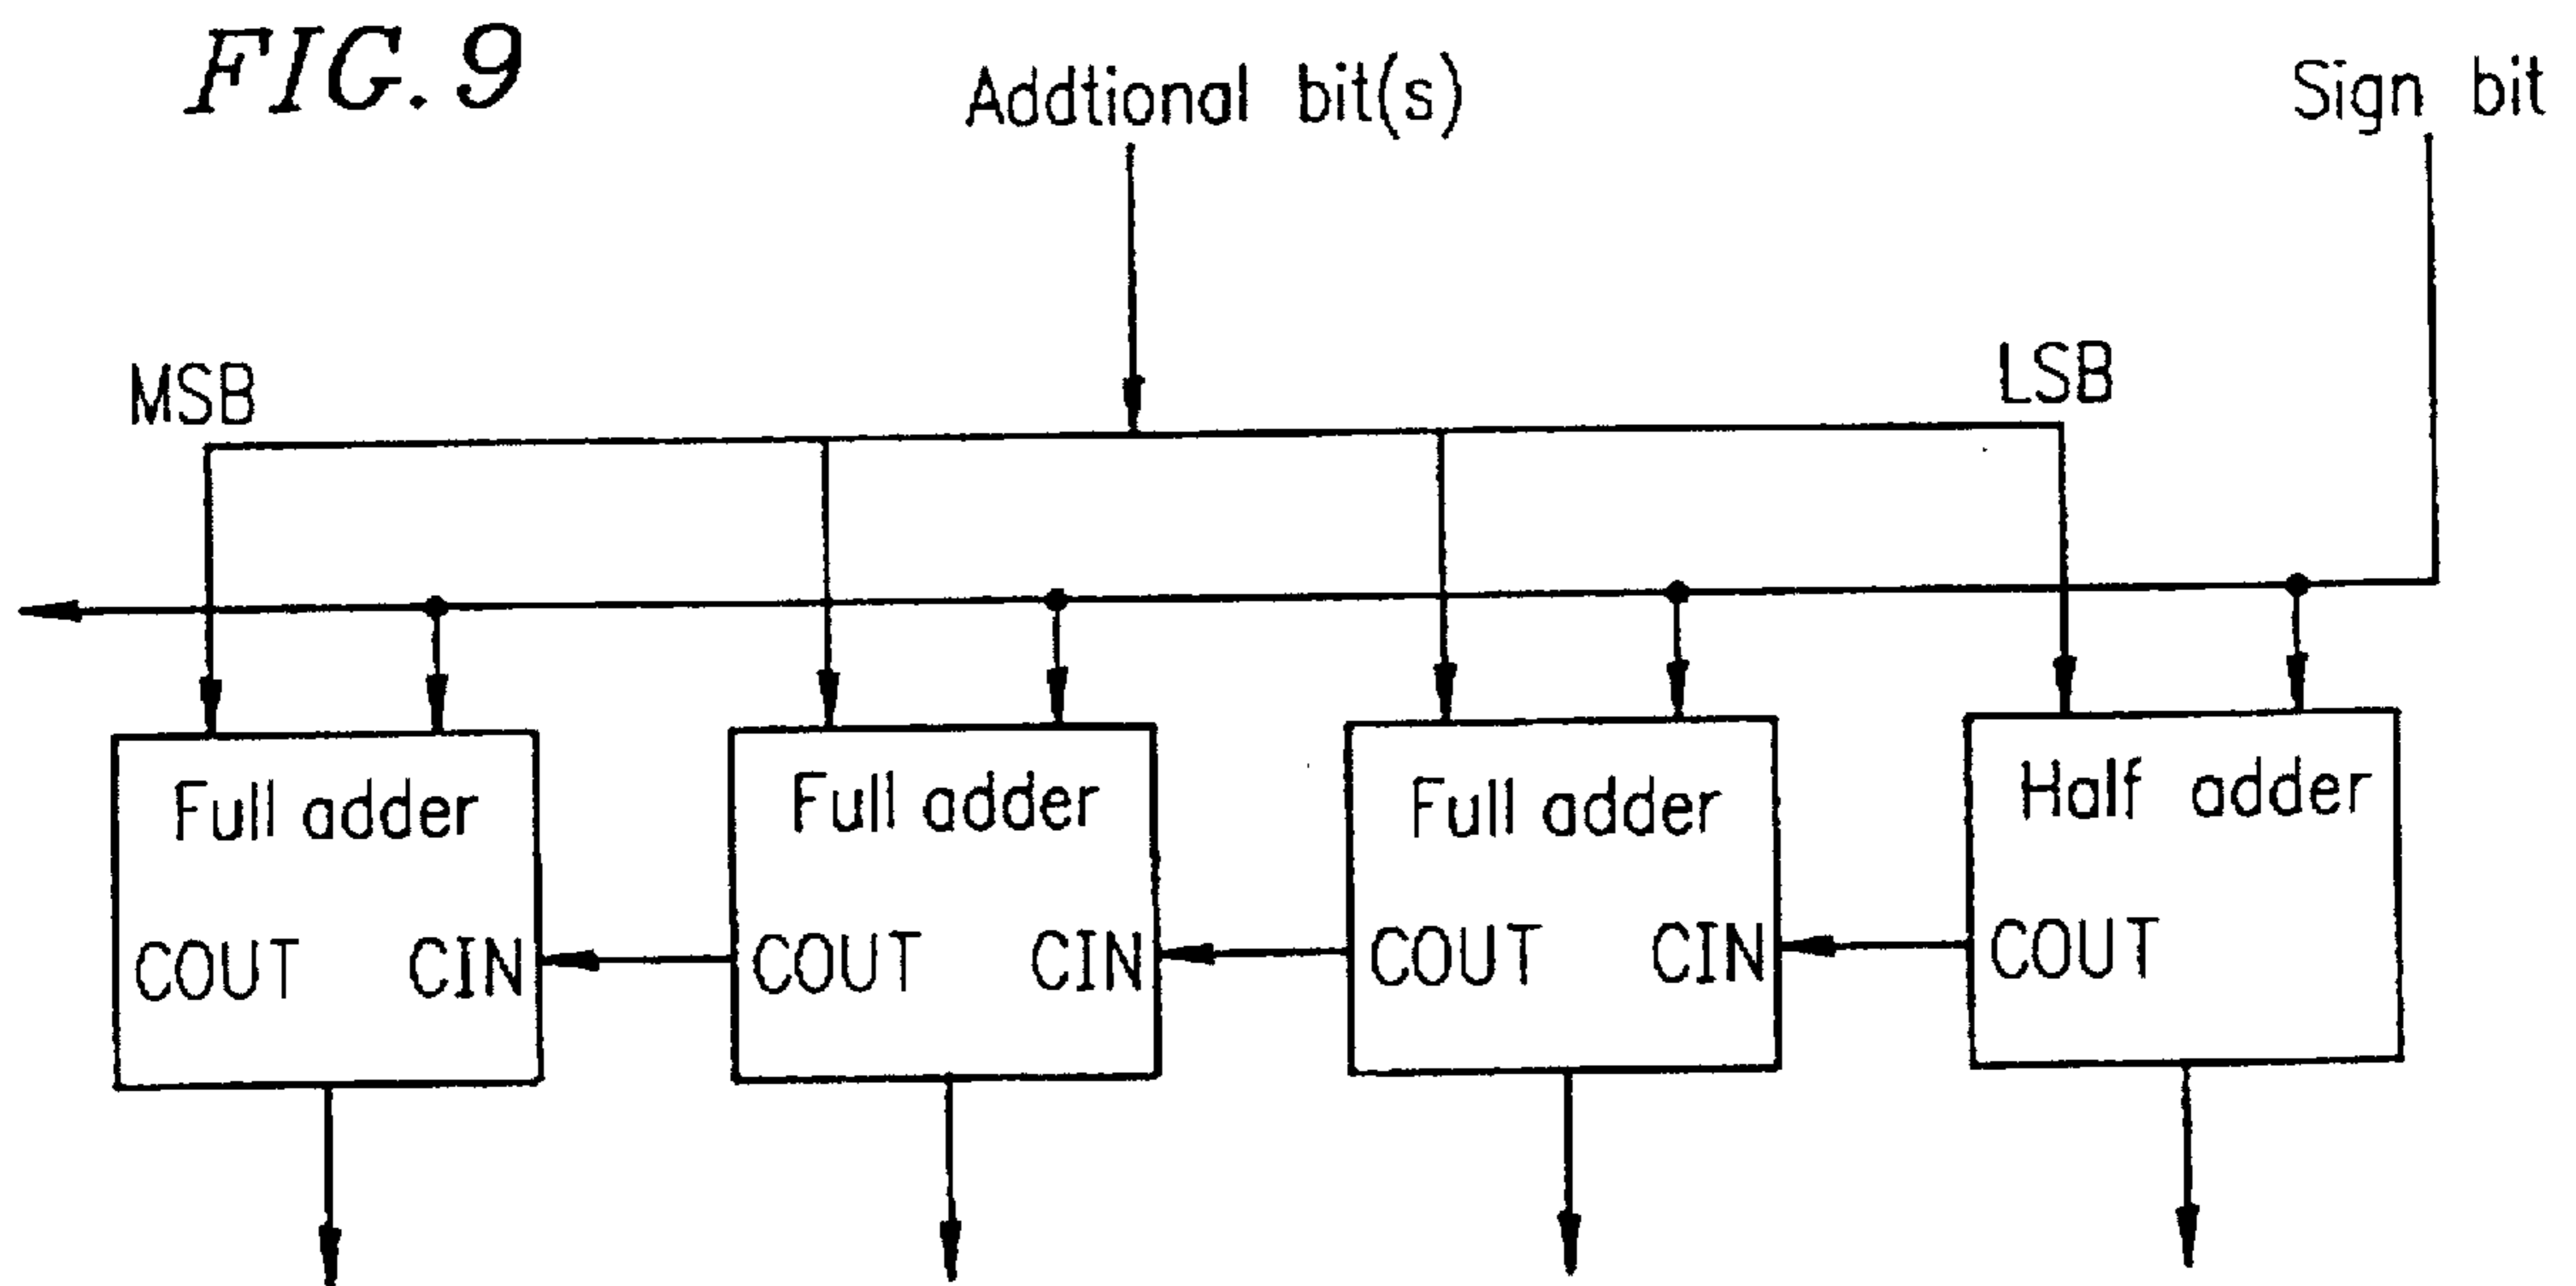 FIG. 9
Addtional bit(s)
Sign bit
MSB
LSB
Full adder
Full adder
Full adder
Half adder
COUT CIN
COUT CIN
COUT CIN
COUT